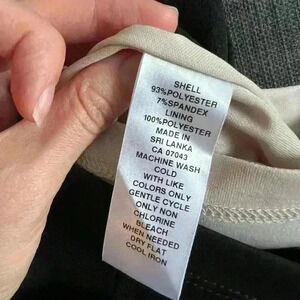 SHELL
93%POLYESTER
7%SPANDEX
LINING
100%POLYESTER
MADE IN
SRI LANKA
CA 07043
MACHINE WASH
COLD
WITH LIKE
COLORS ONLY
GENTLE CYCLE
ONLY NON
CHLORINE
BLEACH
WHEN NEEDED
DRY FLAT
COOL IRON